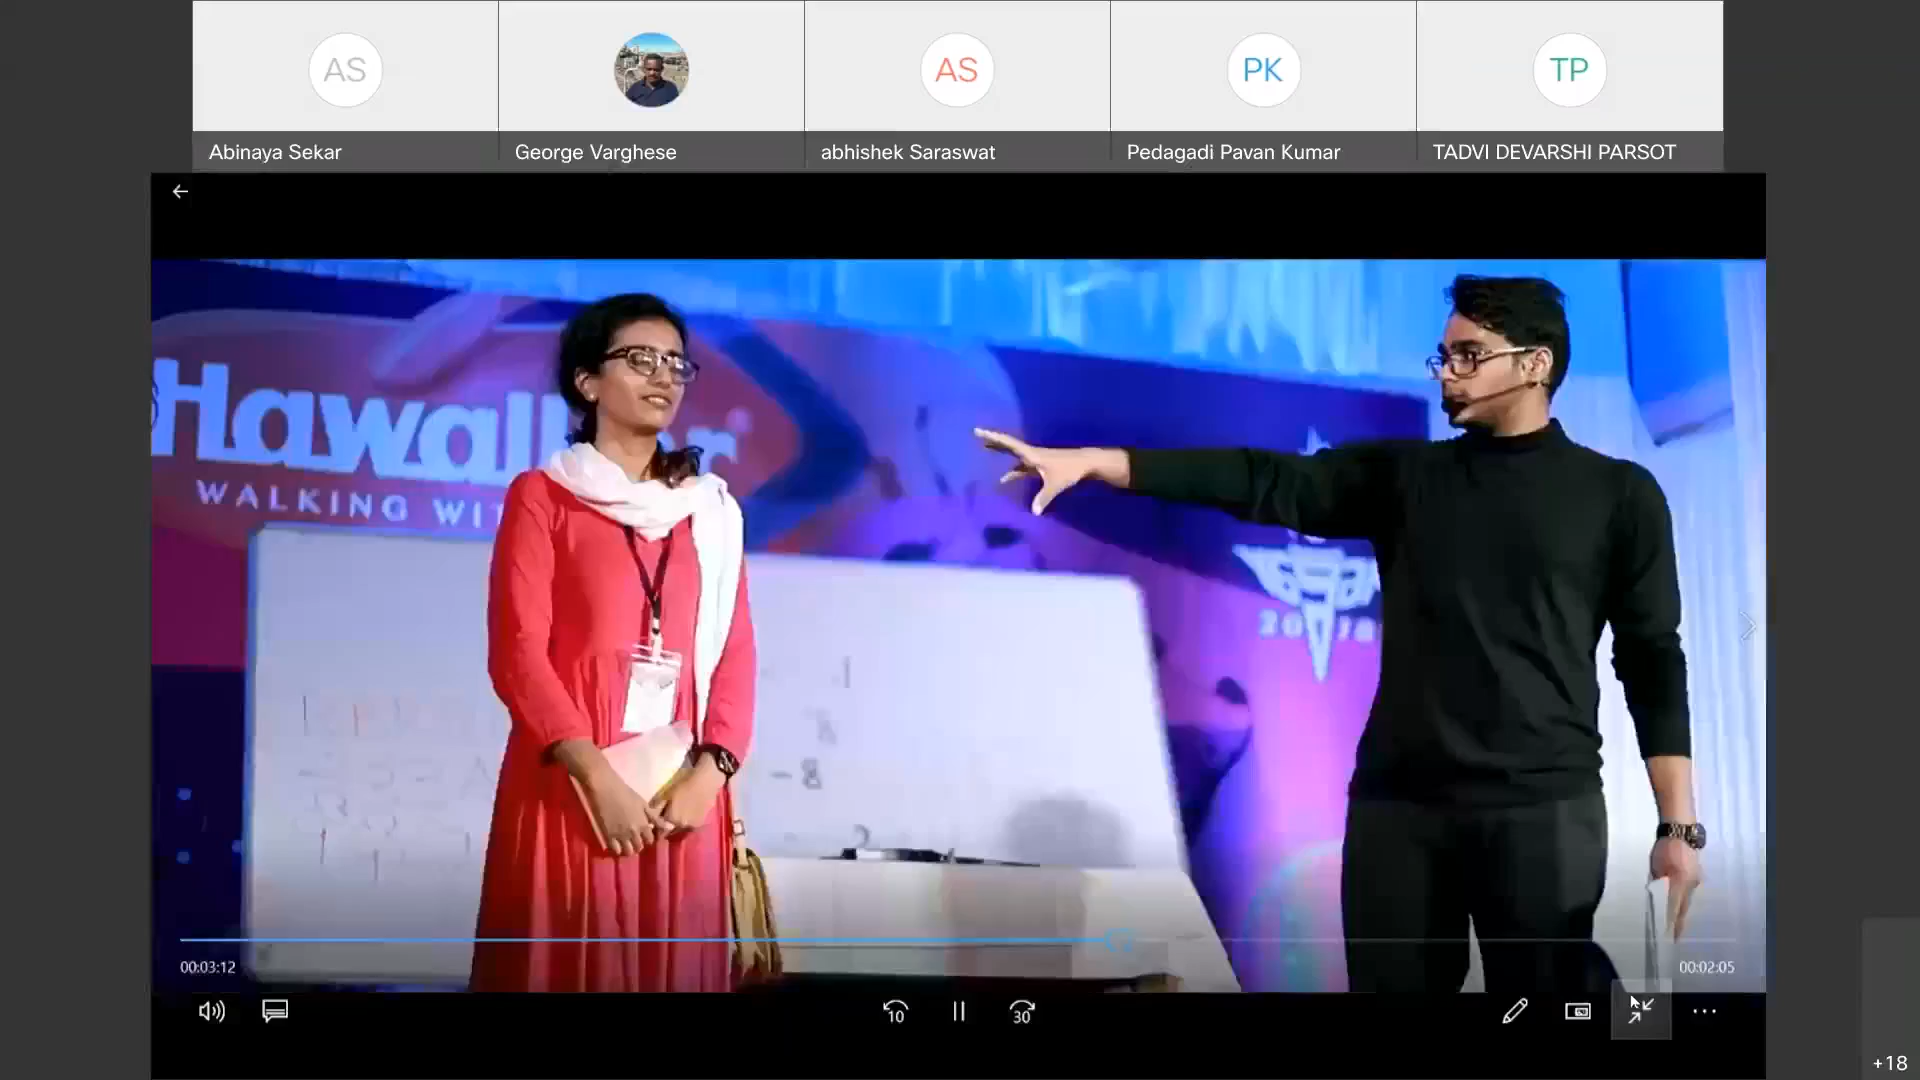 AS
AS
PK
TP
Abinaya Sekar
George Varghese
abhishek Saraswat
Pedagadi Pavan Kumar
TADVI DEVARSHI PARSOT
WALKING
-8
00:03:12
00:02:05
10
30
+18